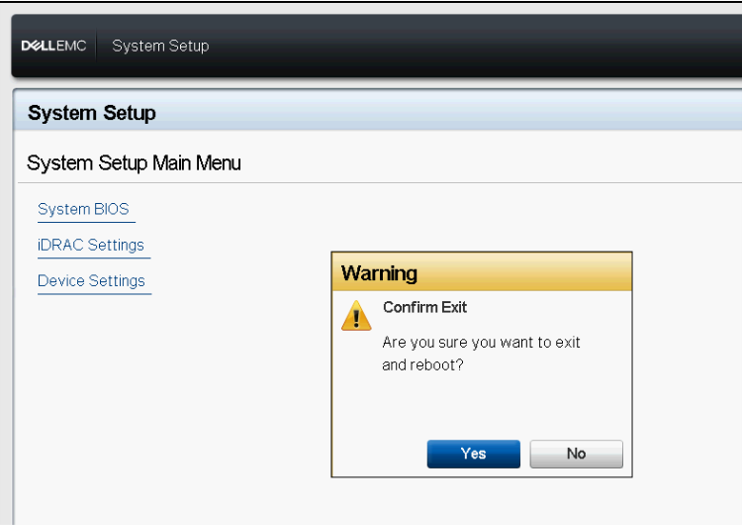 DELLEMC System Setup
System Setup
System Setup Main Menu
System BIOS
iDRAC Settings
Device Settings
Warning
Confirm Exit
Are you sure you want to exit
and reboot?
Yes No